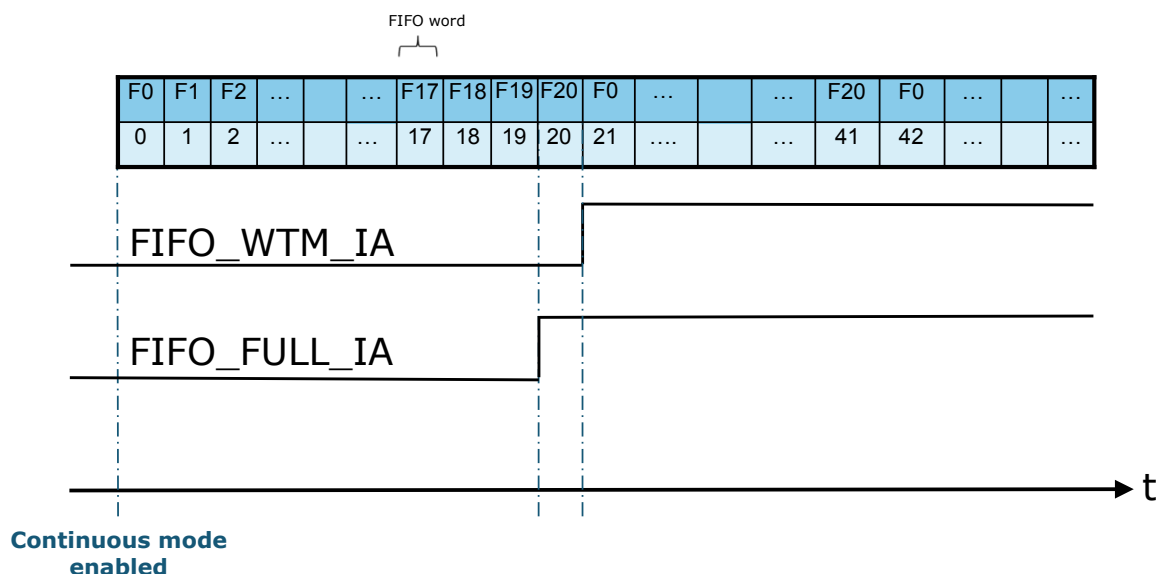 FIFO word
F0 F1 F2 … … F17 F18 F19 F20 F0 … … F20 F0 … …
0 1 2 … … 17 18 19 20 21 .... … 41 42 … …
FIFO_WTM_IA
FIFO_FULL_IA
t
Continuous mode
enabled